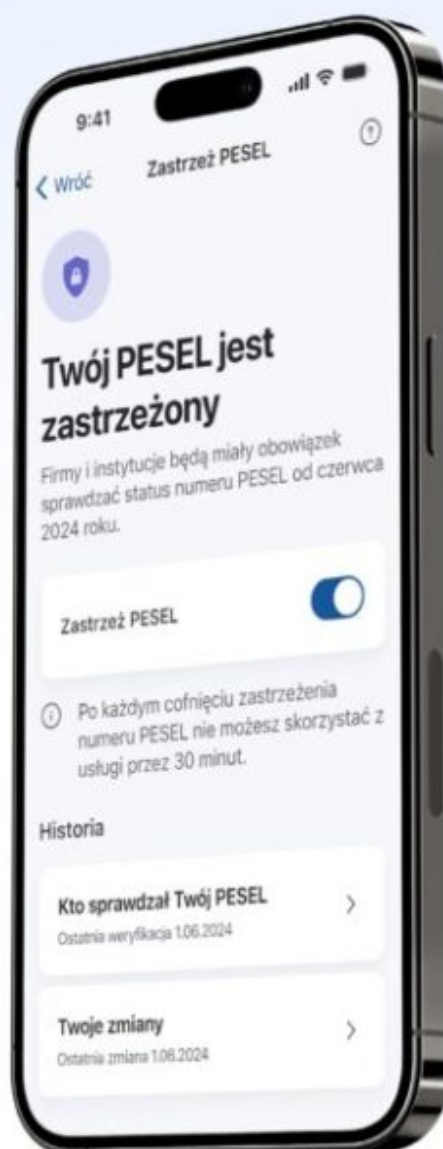 9:41
Wróć
Zastrzeż PESEL
Twój PESEL jest
zastrzeżony
Firmy i instytucje będą miały obowiązek
sprawdzać status numeru PESEL od czerwca
2024 roku.
Zastrzeż PESEL
Po każdym cofnięciu zastrzeżenia
numeru PESEL nie możesz skorzystać z
usługi przez 30 minut.
Historia
Kto sprawdzał Twój PESEL
Ostatnia weryfikacja 1.06.2024
Twoje zmiany
Ostatnia zmiana 1.06.2024